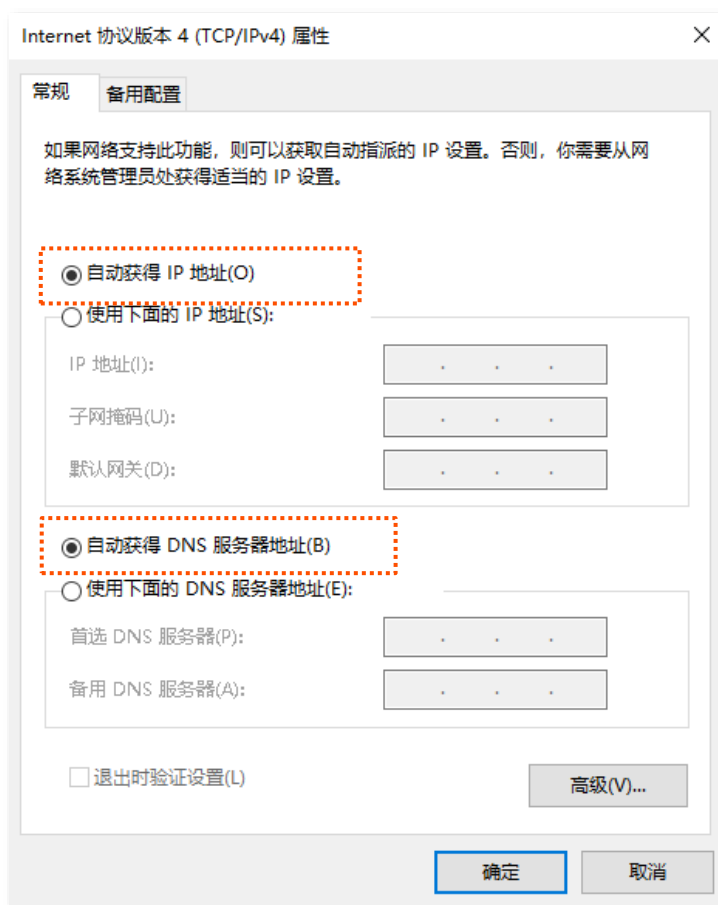 Internet 协议版本 4 (TCP/IPv4) 属性
常规
备用配置
如果网络支持此功能，则可以获取自动指派的 IP 设置。否则，你需要从网
络系统管理员处获得适当的 IP 设置。
自动获得 IP 地址(O)
使用下面的 IP 地址(S):
IP 地址(I):
子网掩码(U):
默认网关(D):
自动获得 DNS 服务器地址(B)
使用下面的 DNS 服务器地址(E):
首选 DNS 服务器(P):
备用 DNS 服务器(A):
退出时验证设置(L)
高级(V)...
确定
取消